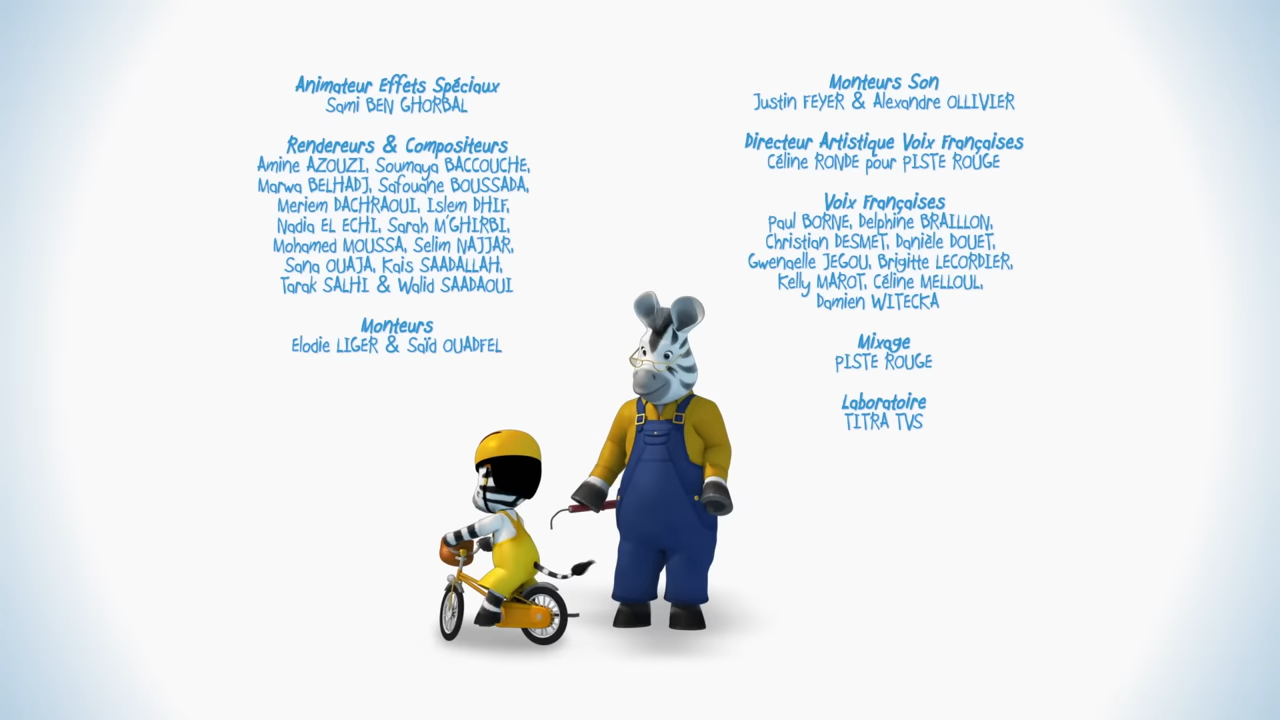 Animateur Effets Spéciaux
Sami BEN GHORBAL
Rendereurs & Compositeurs
Amine AZOUZI, Soumaya BACCOUCHE,
Marwa BELHADJ, Safouane BOUSSADA,
Meriem DACHRAOUI, Islem DHIF,
Nadia EL ECHI, Sarah M'GHIRBI,
Mohamed MOUSSA, Selim NAJJAR,
Sana OUAJA, Kais SAADALLAH,
Tarak SALHI & Walid SAADAOUI
Monteurs
Elodie LIGER & Saïd OUADFEL
Monteurs Son
Justin FEYER & Alexandre OLLIVIER
Directeur Artistique Voix Françaises
Céline RONDE pour PISTE ROUGE
Voix Françaises
Paul BORNE, Delphine BRAILLON,
Christian DESMET, Danièle DOUET,
Gwenaelle JEGOU, Brigitte LECORDIER,
Kelly MAROT, Céline MELLOUL,
Damien WITECKA
Mixage
PISTE ROUGE
Laboratoire
TITRA TVS